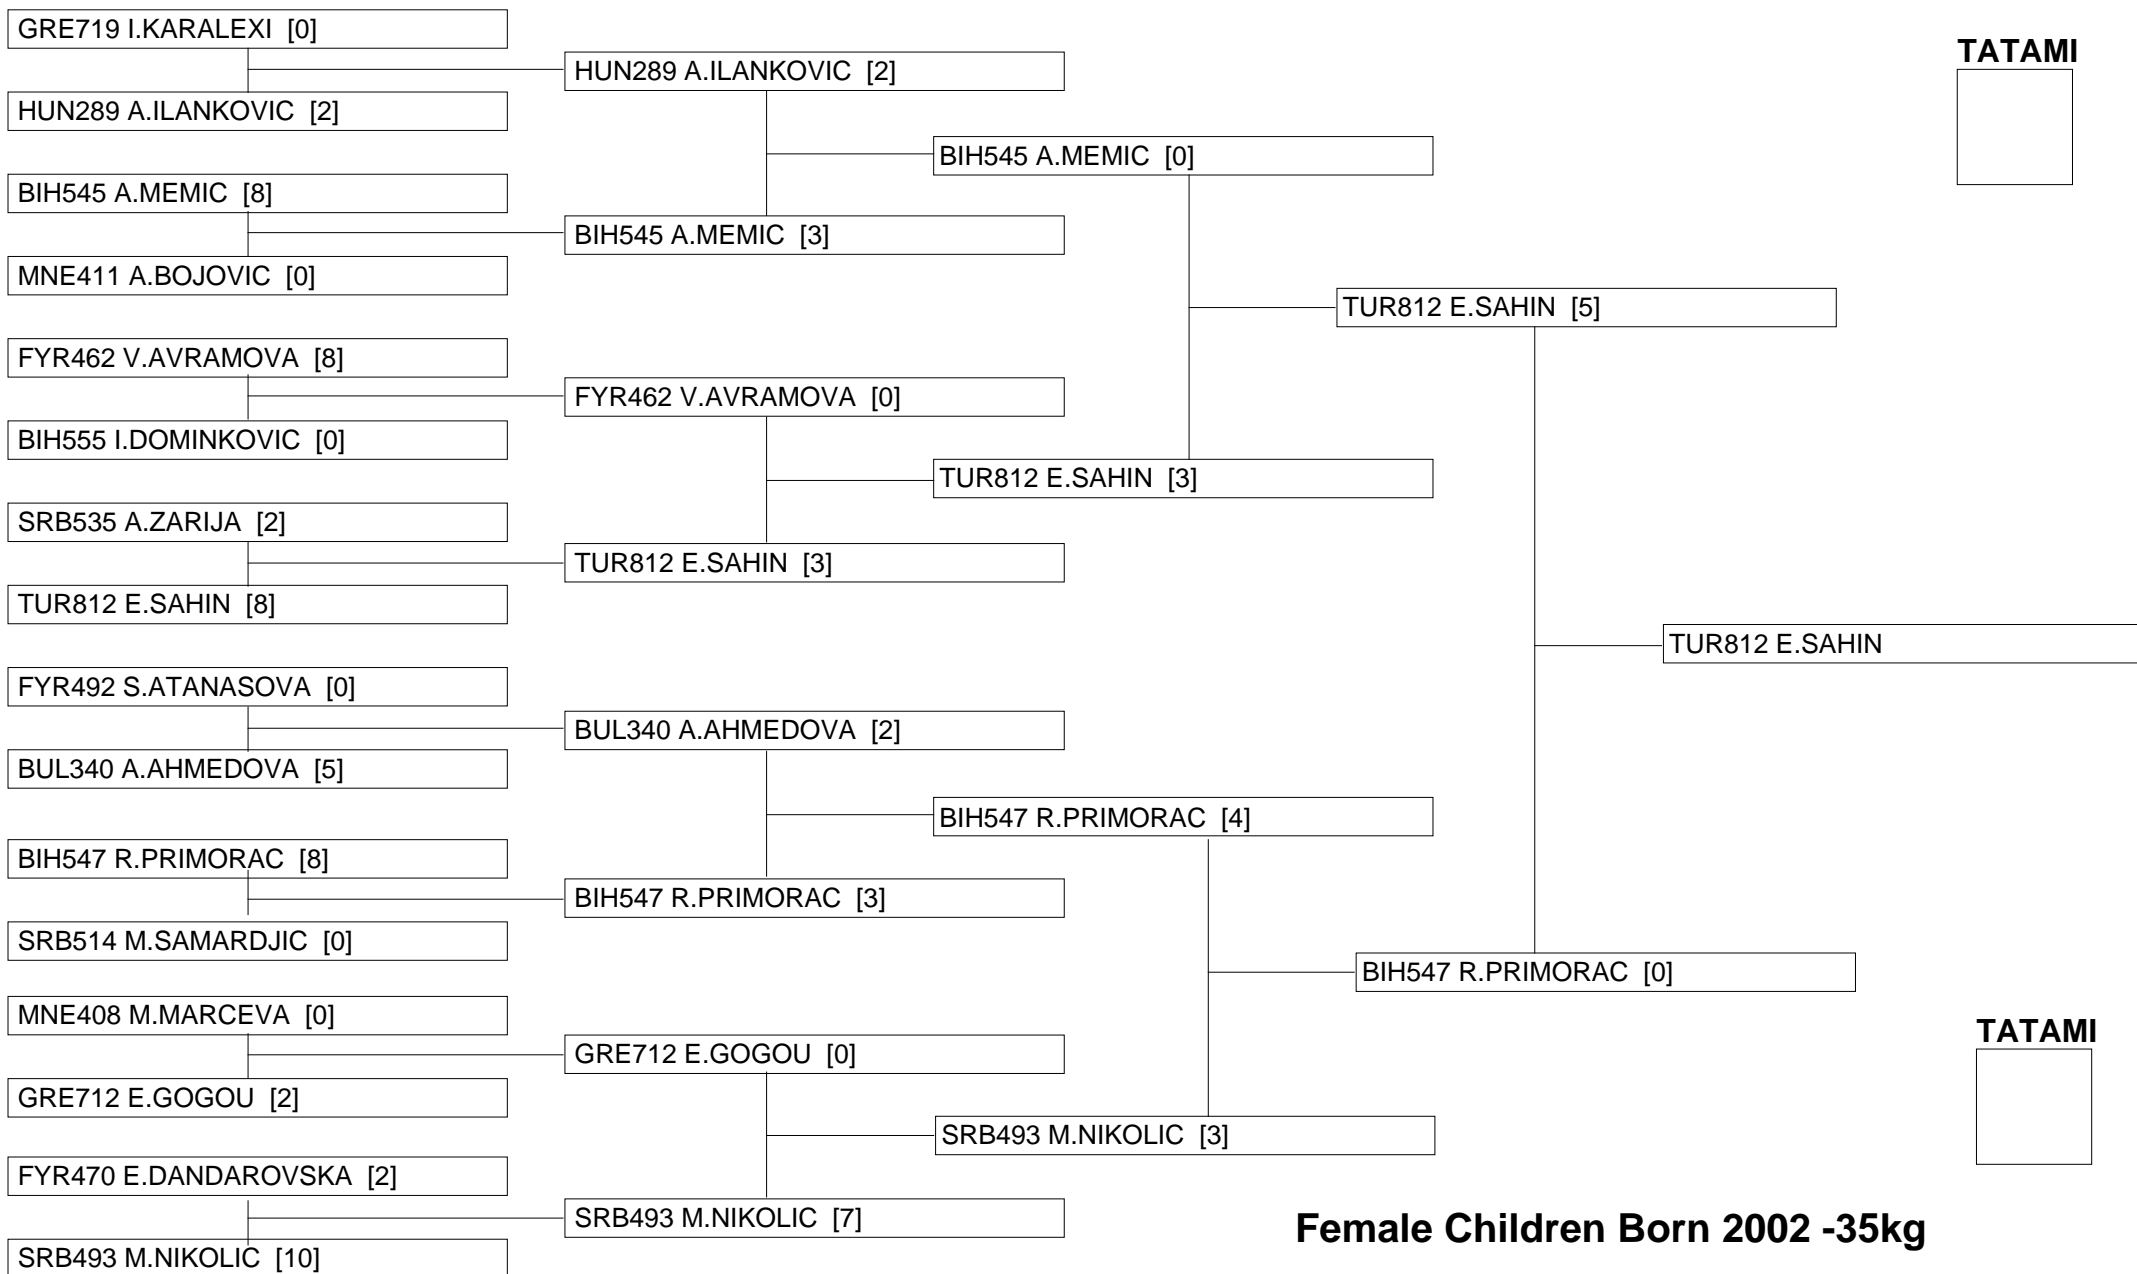 GRE719 I.KARALEXI [0]
HUN289 A.ILANKOVIC [2]
BIH545 A.MEMIC [8]
MNE411 A.BOJOVIC [0]
FYR462 V.AVRAMOVA [8]
BIH555 I.DOMINKOVIC [0]
SRB535 A.ZARIJA [2]
TUR812 E.SAHIN [8]
FYR492 S.ATANASOVA [0]
BUL340 A.AHMEDOVA [5]
BIH547 R.PRIMORAC [8]
SRB514 M.SAMARDJIC [0]
MNE408 M.MARCEVA [0]
GRE712 E.GOGOU [2]
FYR470 E.DANDAROVSKA [2]
SRB493 M.NIKOLIC [10]
HUN289 A.ILANKOVIC [2]
BIH545 A.MEMIC [3]
FYR462 V.AVRAMOVA [0]
TUR812 E.SAHIN [3]
BUL340 A.AHMEDOVA [2]
BIH547 R.PRIMORAC [3]
GRE712 E.GOGOU [0]
SRB493 M.NIKOLIC [7]
BIH545 A.MEMIC [0]
TUR812 E.SAHIN [3]
BIH547 R.PRIMORAC [4]
SRB493 M.NIKOLIC [3]
TUR812 E.SAHIN [5]
BIH547 R.PRIMORAC [0]
TUR812 E.SAHIN
TATAMI
TATAMI
Female Children Born 2002 -35kg